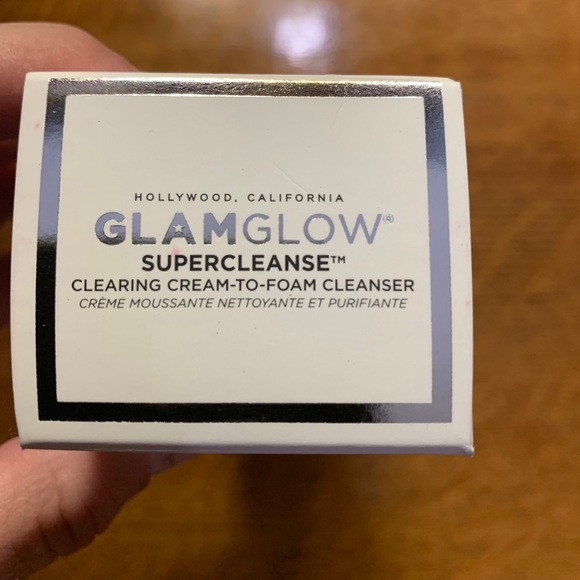 HOLLYWOOD, CALIFORNIA
GLAMGLOW®
SUPERCLEANSE™
CLEARING CREAM-TO-FOAM CLEANSER
CRÈME MOUSSANTE NETTOYANTE ET PURIFIANTE